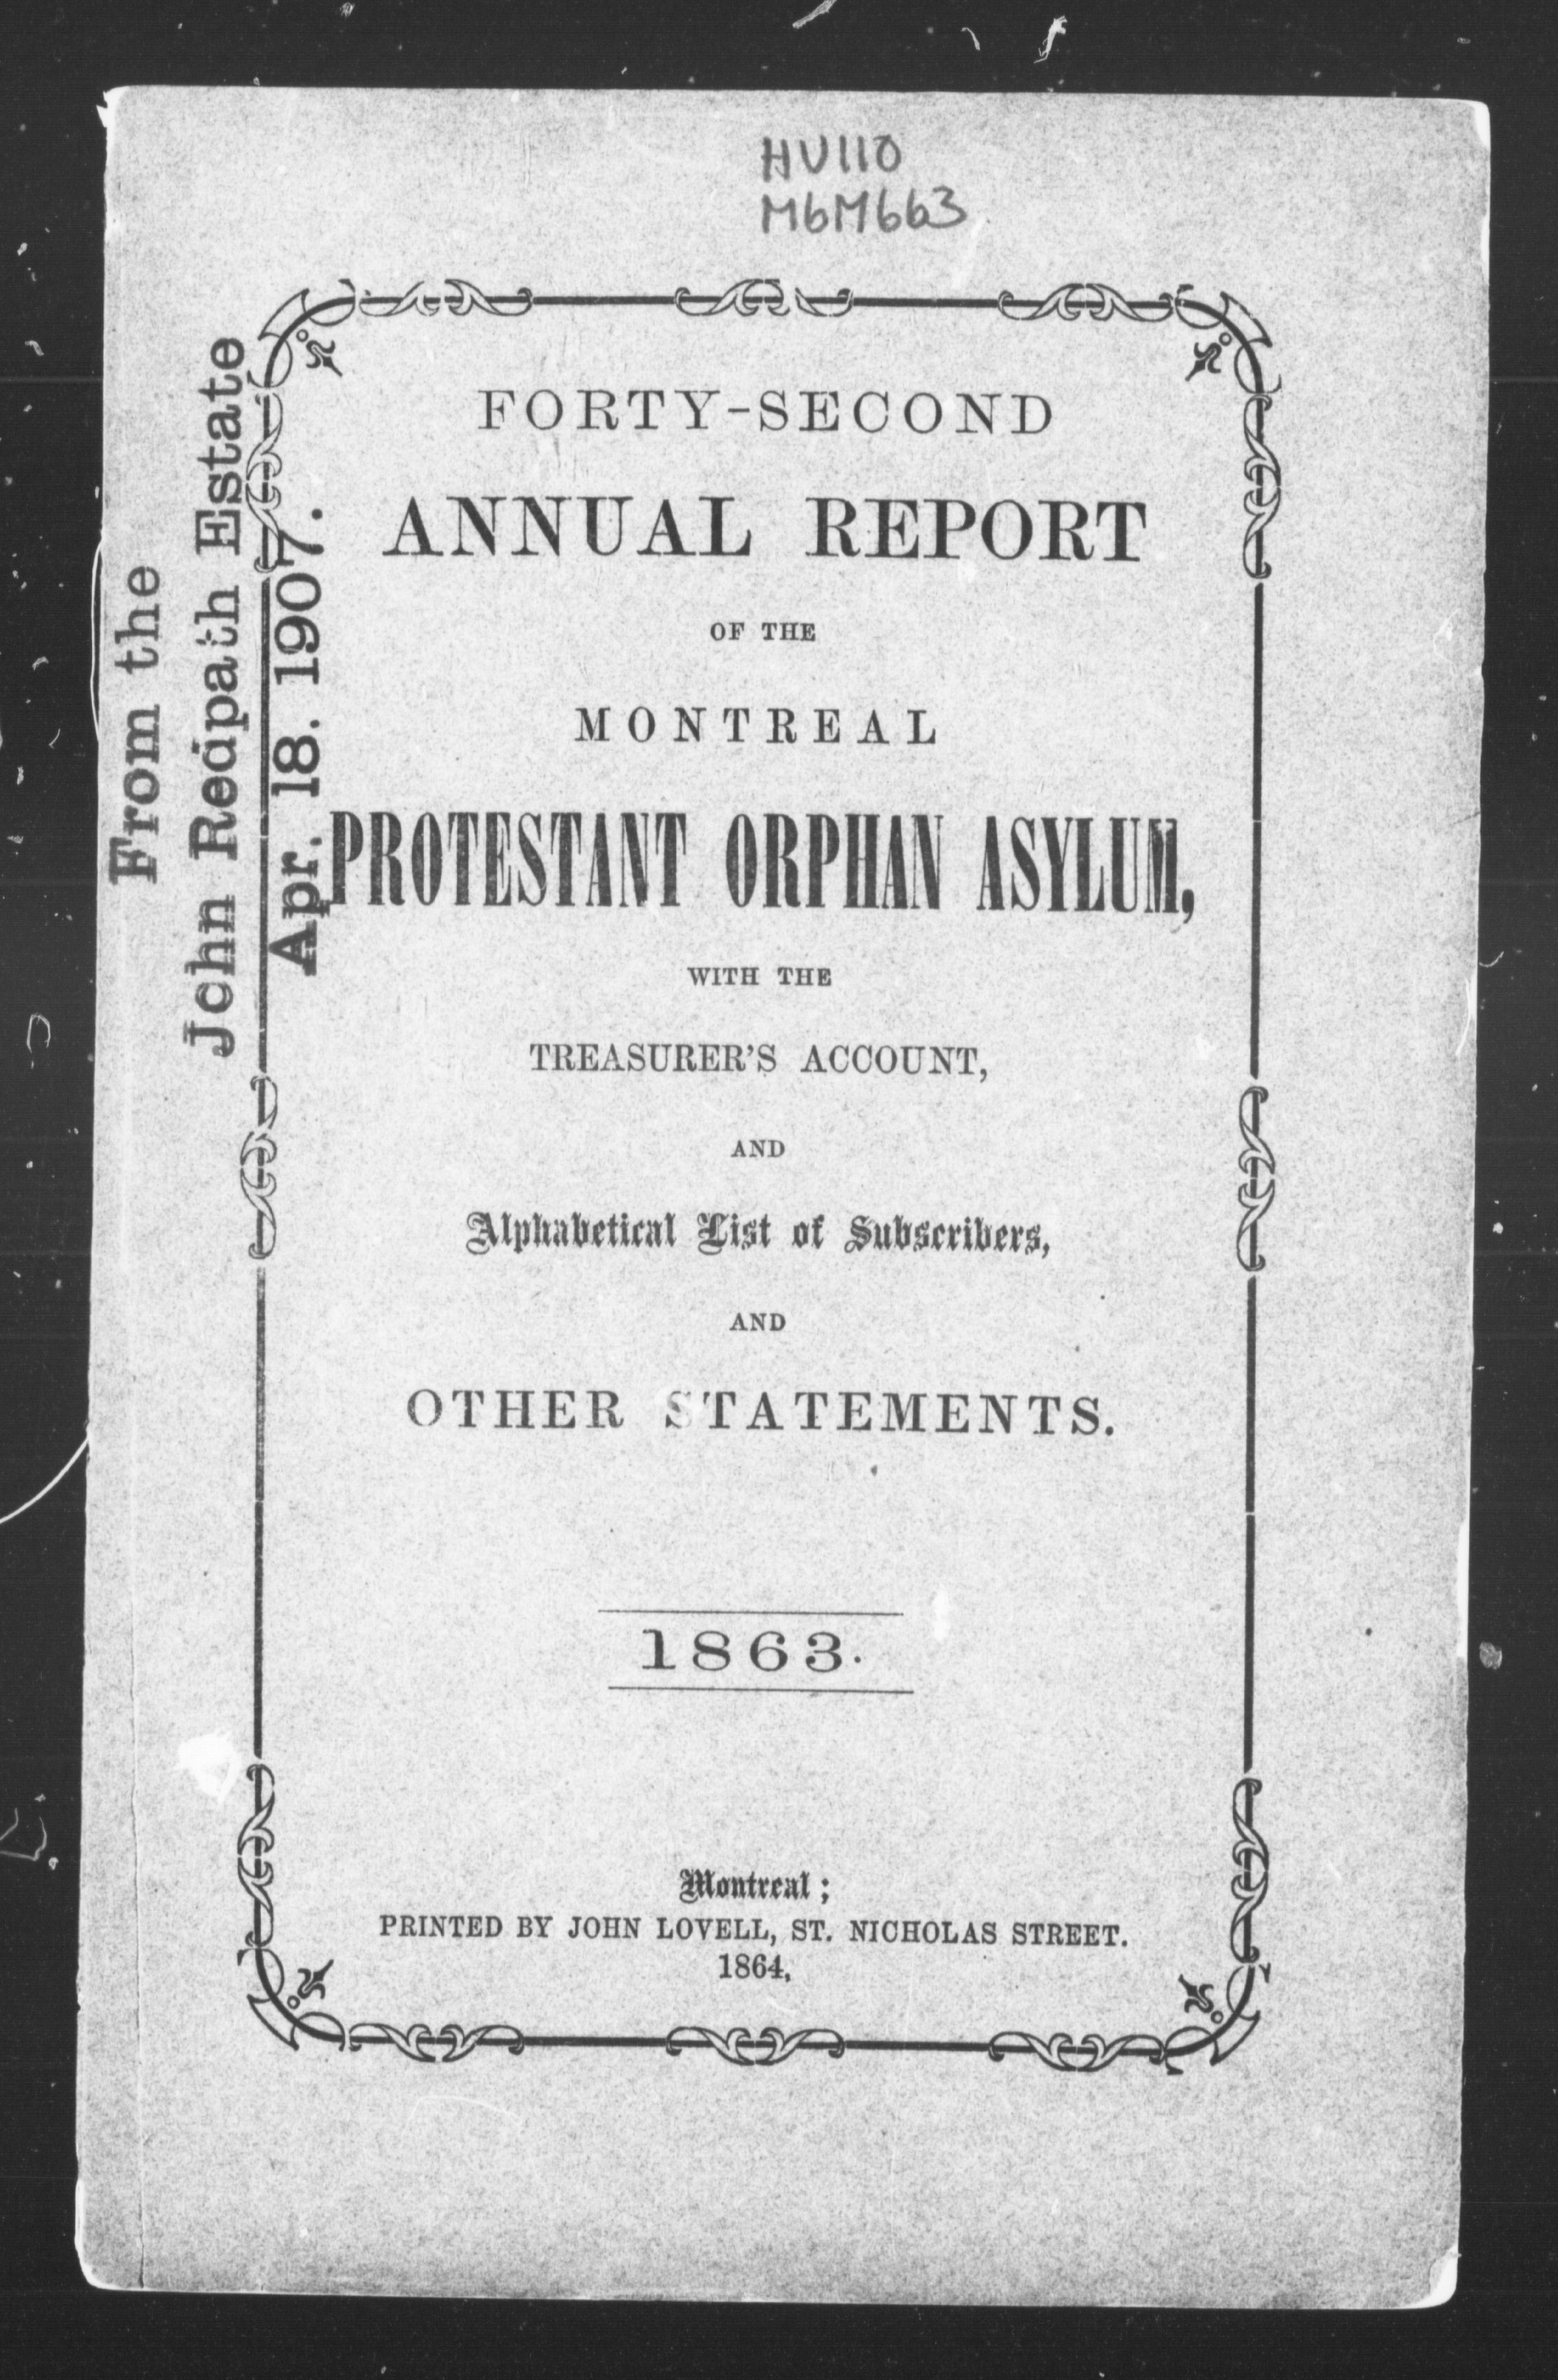 HV110
M6M663
From the
John Redpath Estate
Apr. 18. 1907.
FORTY-SECOND
ANNUAL REPORT
OF THE
MONTREAL
PROTESTANT ORPHAN ASYLUM,
WITH THE
TREASURER'S ACCOUNT,
AND
Alphabetical List of Subscribers,
AND
OTHER STATEMENTS.
1863.
Montreal;
PRINTED BY JOHN LOVELL, ST. NICHOLAS STREET.
1864,